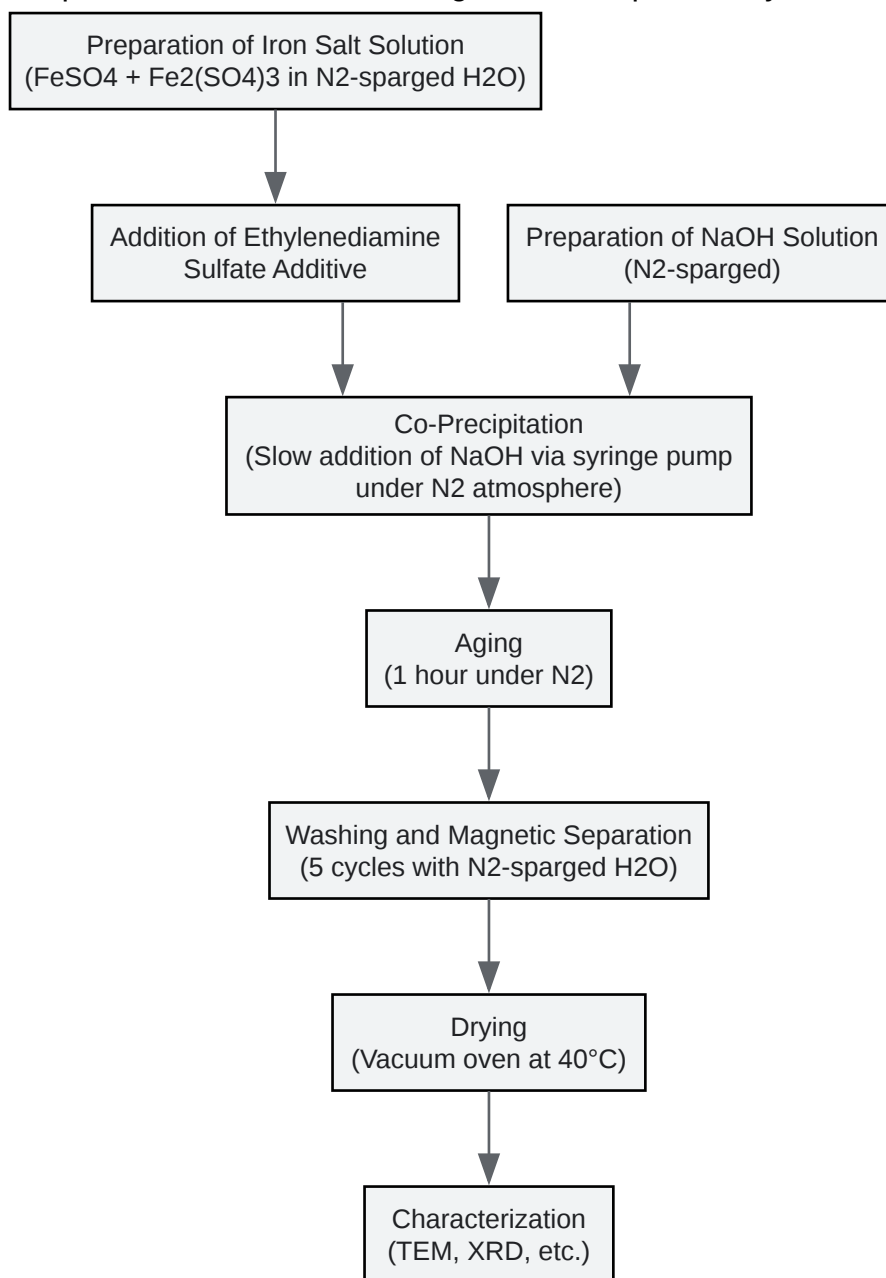 Preparation of Iron Salt Solution
(FeSO4 + Fe2(SO4)3 in N2-sparged H2O)
Addition of Ethylenediamine
Sulfate Additive
Preparation of NaOH Solution
(N2-sparged)
Co-Precipitation
(Slow addition of NaOH via syringe pump
under N2 atmosphere)
Aging
(1 hour under N2)
Washing and Magnetic Separation
(5 cycles with N2-sparged H2O)
Drying
(Vacuum oven at 40°C)
Characterization
(TEM, XRD, etc.)